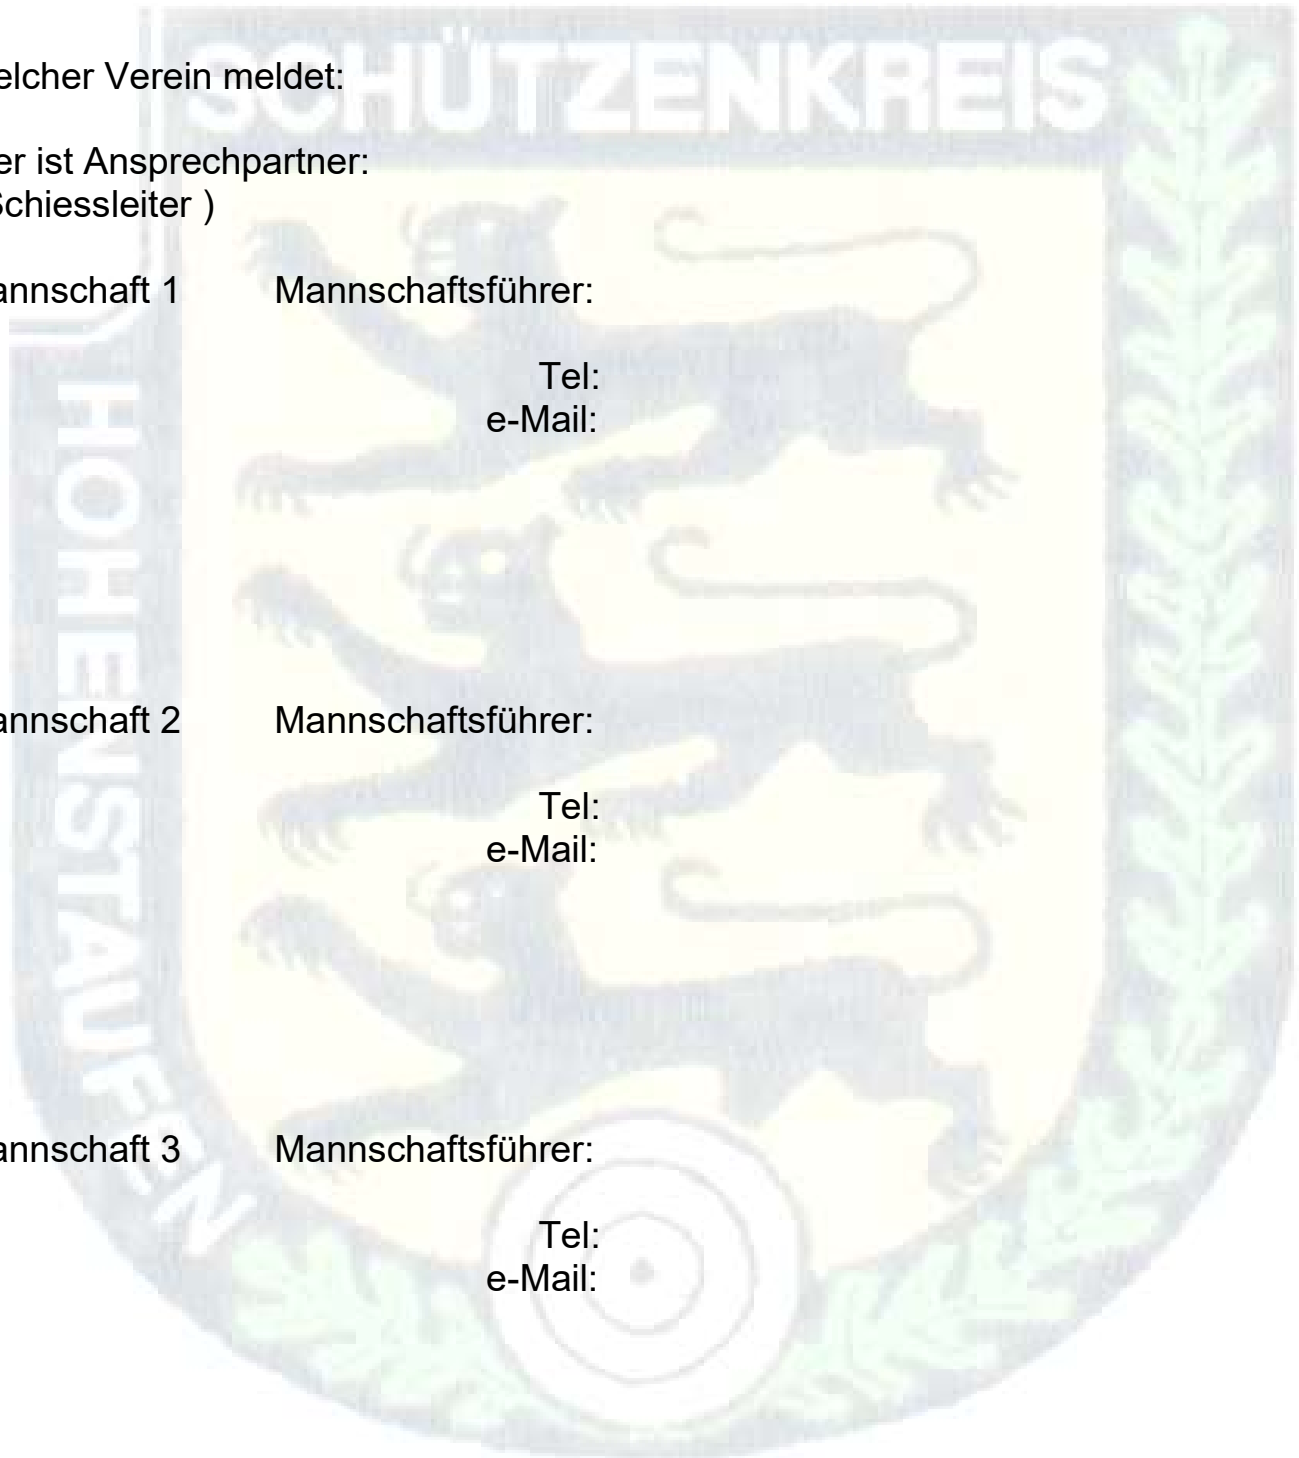 SCHÜTZENKREIS
elcher Verein meldet:
er ist Ansprechpartner:
Schiessleiter )
annschaft 1 Mannschaftsführer:
Tel:
e-Mail:
HOHENSTAUFEN
annschaft 2 Mannschaftsführer:
Tel:
e-Mail:
annschaft 3 Mannschaftsführer:
Tel:
e-Mail: